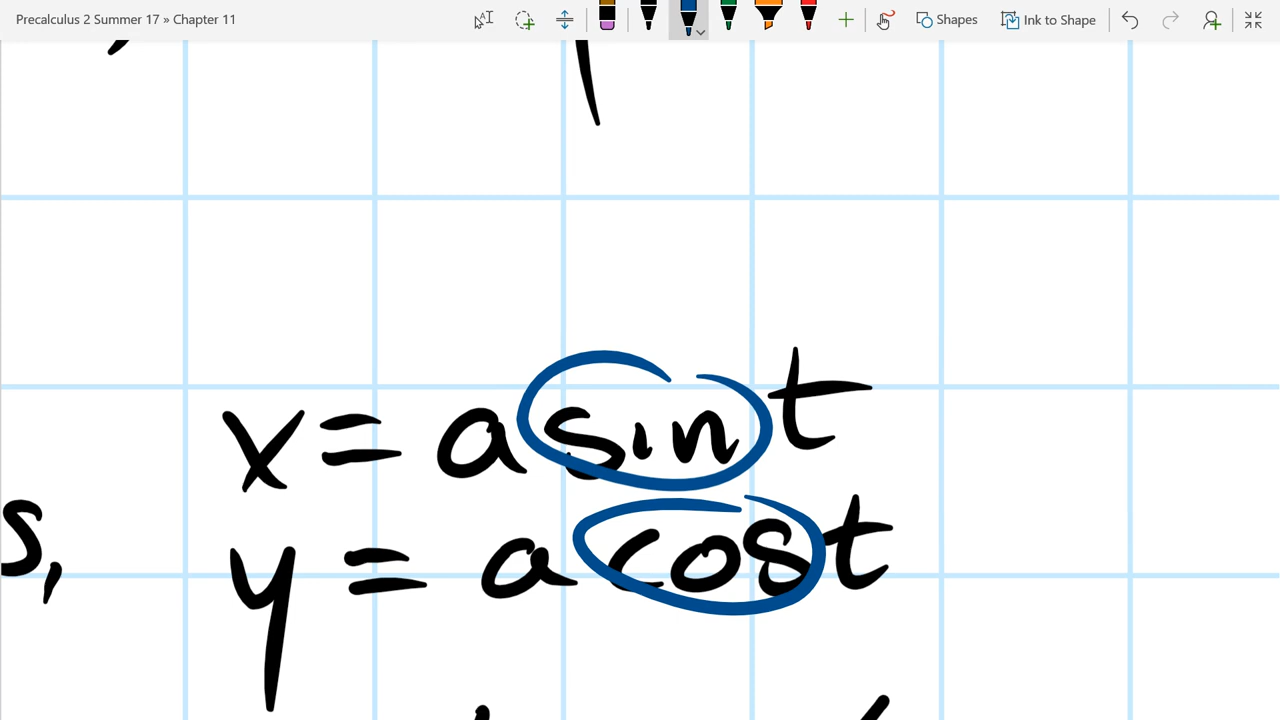 Precalculus 2 Summer 17 » Chapter 11
Shapes
Ink to Shape
x = a sin t
s,
y = a cos t